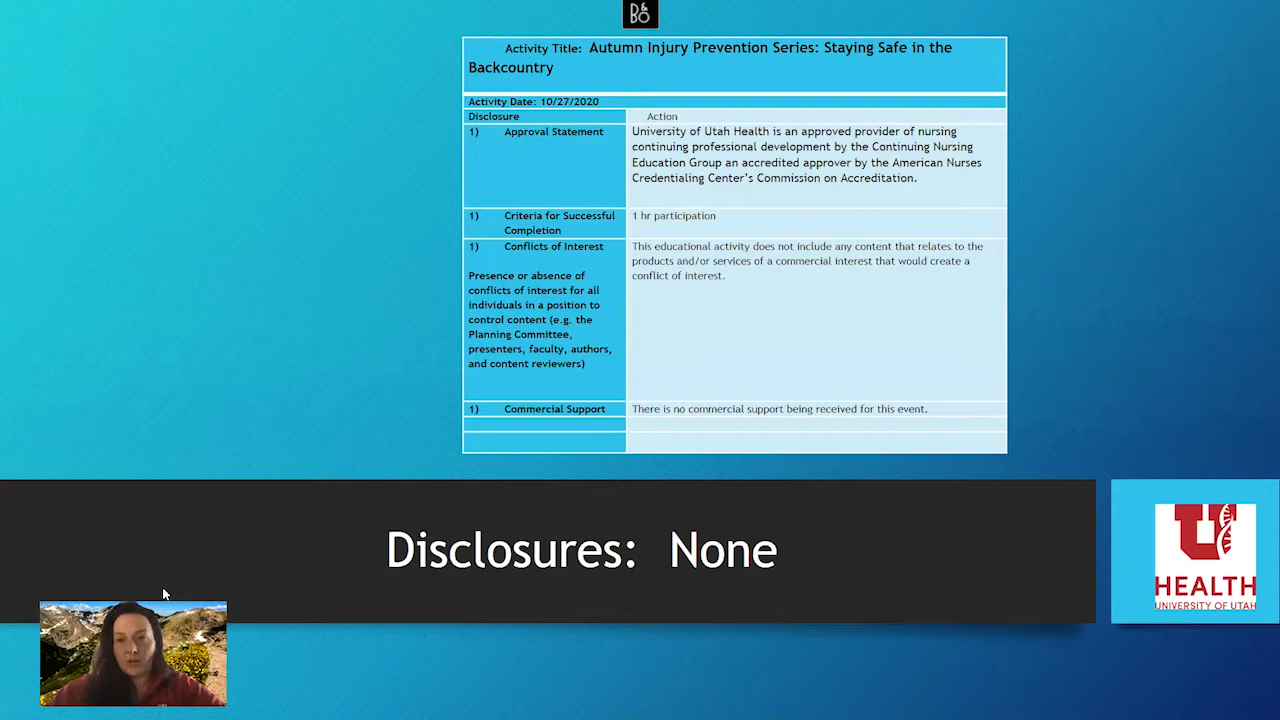 B&O
Activity Title: Autumn Injury Prevention Series: Staying Safe in the
Backcountry
Activity Date: 10/27/2020
Disclosure Action
1) Approval Statement
University of Utah Health is an approved provider of nursing
continuing professional development by the Continuing Nursing
Education Group an accredited approver by the American Nurses
Credentialing Center’s Commission on Accreditation.
1) Criteria for Successful
Completion
1 hr participation
1) Conflicts of Interest
Presence or absence of
conflicts of interest for all
individuals in a position to
control content (e.g. the
Planning Committee,
presenters, faculty, authors,
and content reviewers)
This educational activity does not include any content that relates to the
products and/or services of a commercial interest that would create a
conflict of interest.
1) Commercial Support
There is no commercial support being received for this event.
Disclosures: None
U
HEALTH
UNIVERSITY OF UTAH